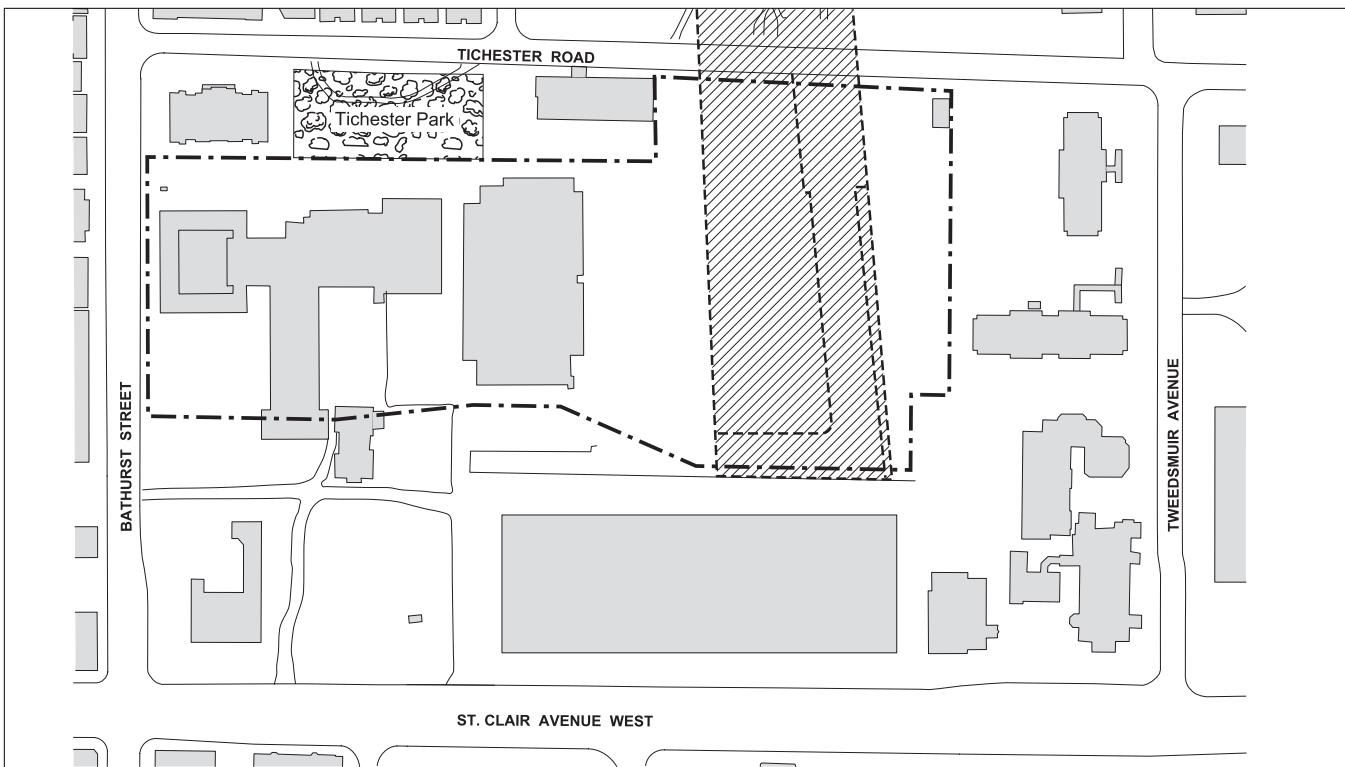 TICHESTER ROAD
Tichester Park
BATHURST STREET
TWEEDSMUIR AVENUE
ST. CLAIR AVENUE WEST